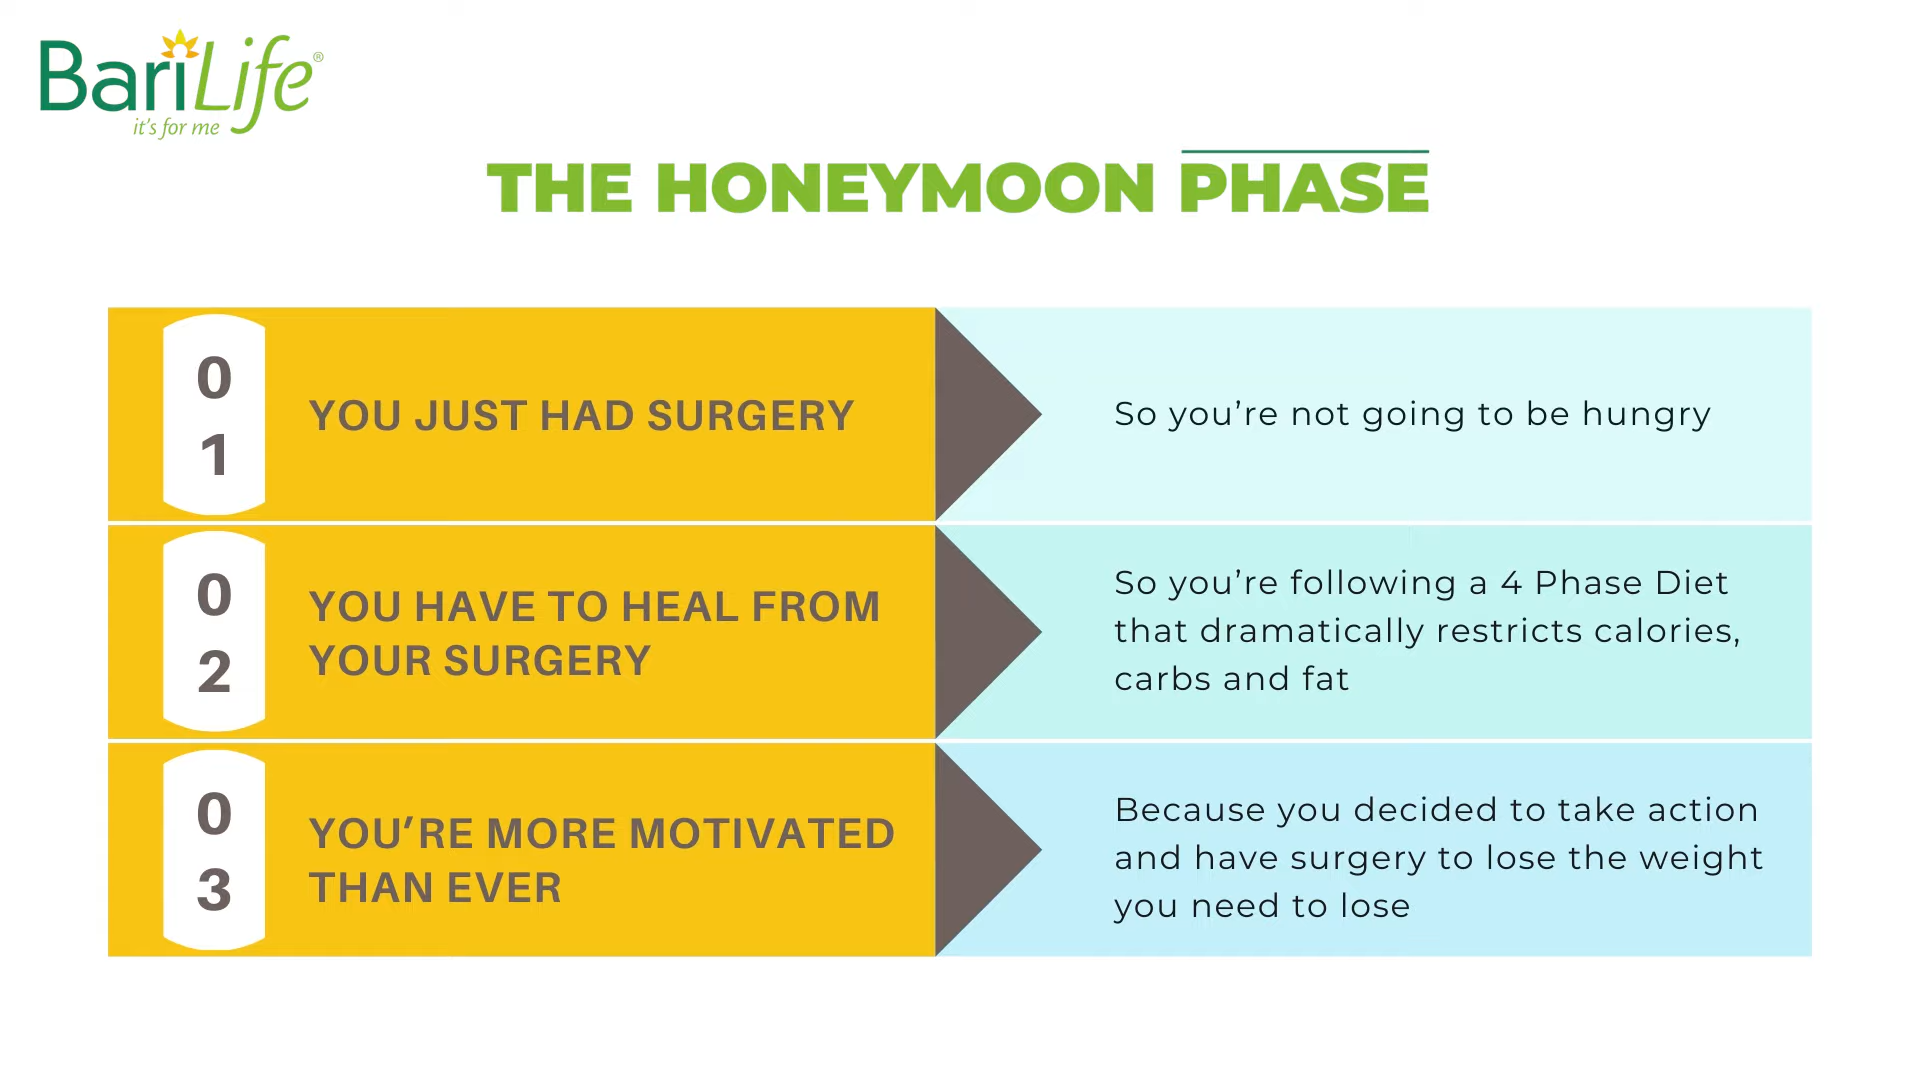 BariLife®
it's for me
THE HONEYMOON PHASE
0
1
YOU JUST HAD SURGERY
So you’re not going to be hungry
0
2
YOU HAVE TO HEAL FROM
YOUR SURGERY
So you’re following a 4 Phase Diet
that dramatically restricts calories,
carbs and fat
0
3
YOU’RE MORE MOTIVATED
THAN EVER
Because you decided to take action
and have surgery to lose the weight
you need to lose